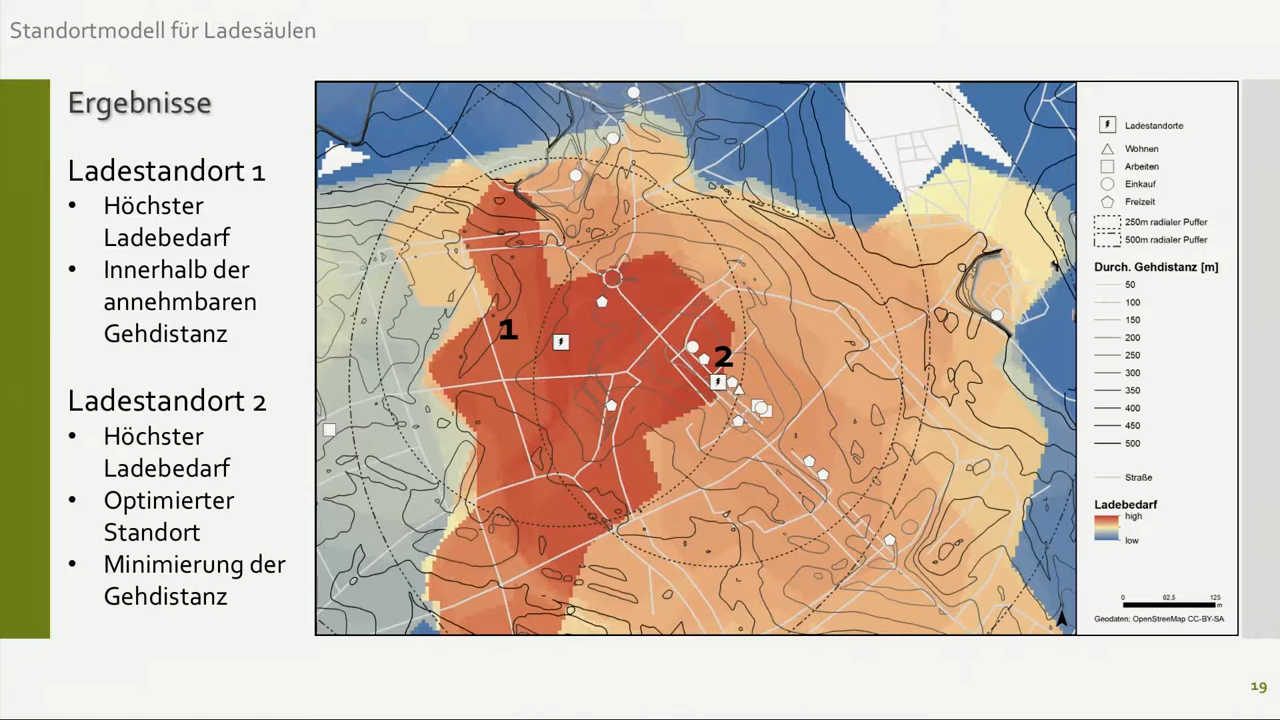 Standortmodell für Ladesäulen
Ergebnisse
Ladestandort 1
• Höchster
Ladebedarf
• Innerhalb der
annehmbaren
Gehdistanz
Ladestandort 2
• Höchster
Ladebedarf
• Optimierter
Standort
• Minimierung der
Gehdistanz
1
2
Ladestandorte
Wohnen
Arbeiten
Einkauf
Freizeit
250m radialer Puffer
500m radialer Puffer
Durch. Gehdistanz [m]
50
100
150
200
250
300
350
400
450
500
Straße
Ladebedarf
high
low
0 62.5 125
m
Geodaten: OpenStreeMap CC-BY-SA
19